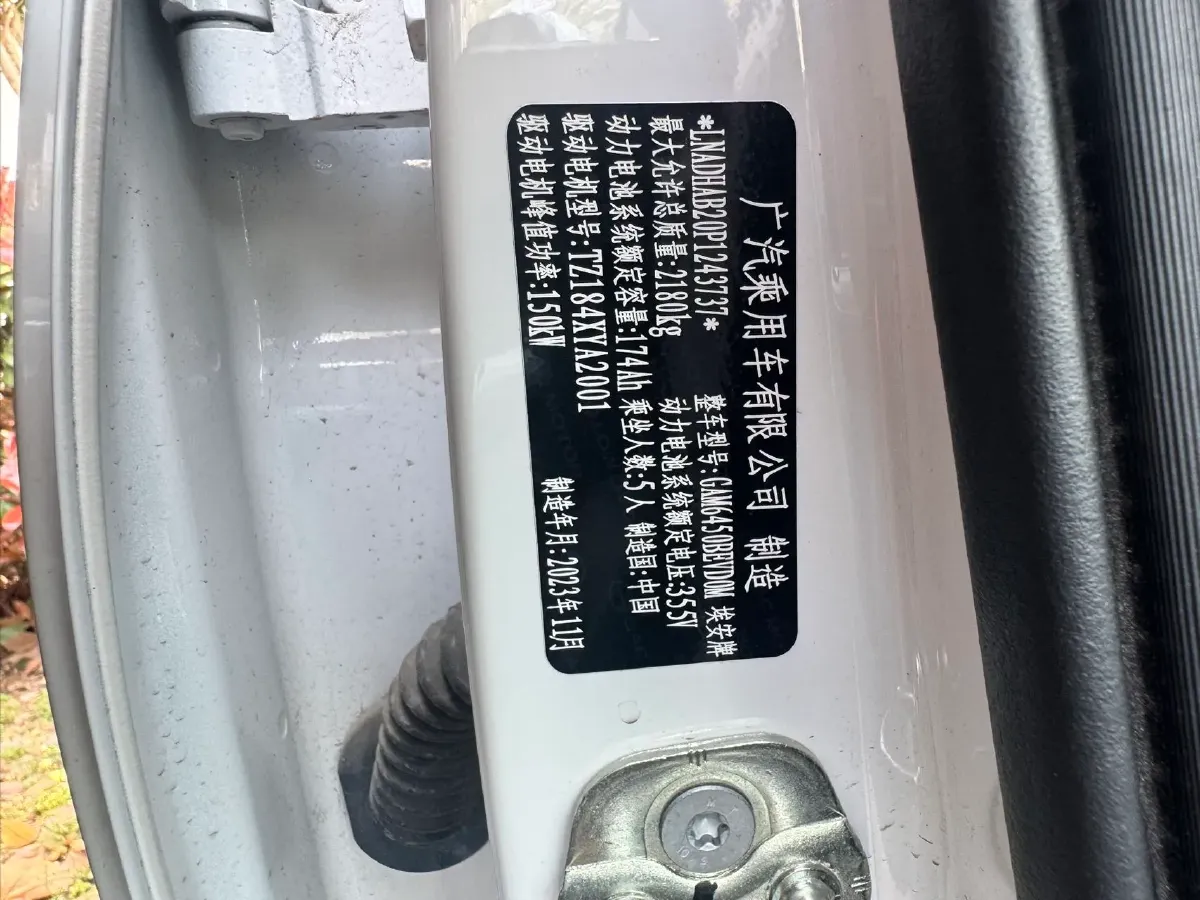 广汽乘用车有限公司 制造
*LNADHAB20P1243737* 整车型号:GAM6450BEVD0M 埃安牌
最大允许总质量:2180kg 动力电池系统额定电压:355V
动力电池系统额定容量:174Ah 乘坐人数:5人 制造国:中国
驱动电机型号:TZ184XYA2001
驱动电机峰值功率:150kW 制造年月:2023年11月